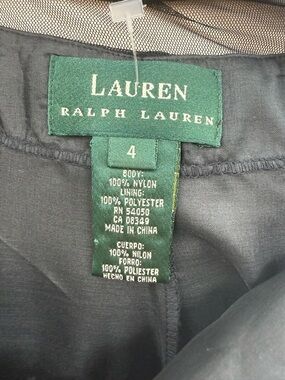 LAUREN
RALPH LAUREN
4
BODY:
100% NYLON
LINING:
100% POLYESTER
RN 54050
CA 08349
MADE IN CHINA
CUERPO:
100% NILON
FORRO:
100% POLIESTER
HECHO EN CHINA